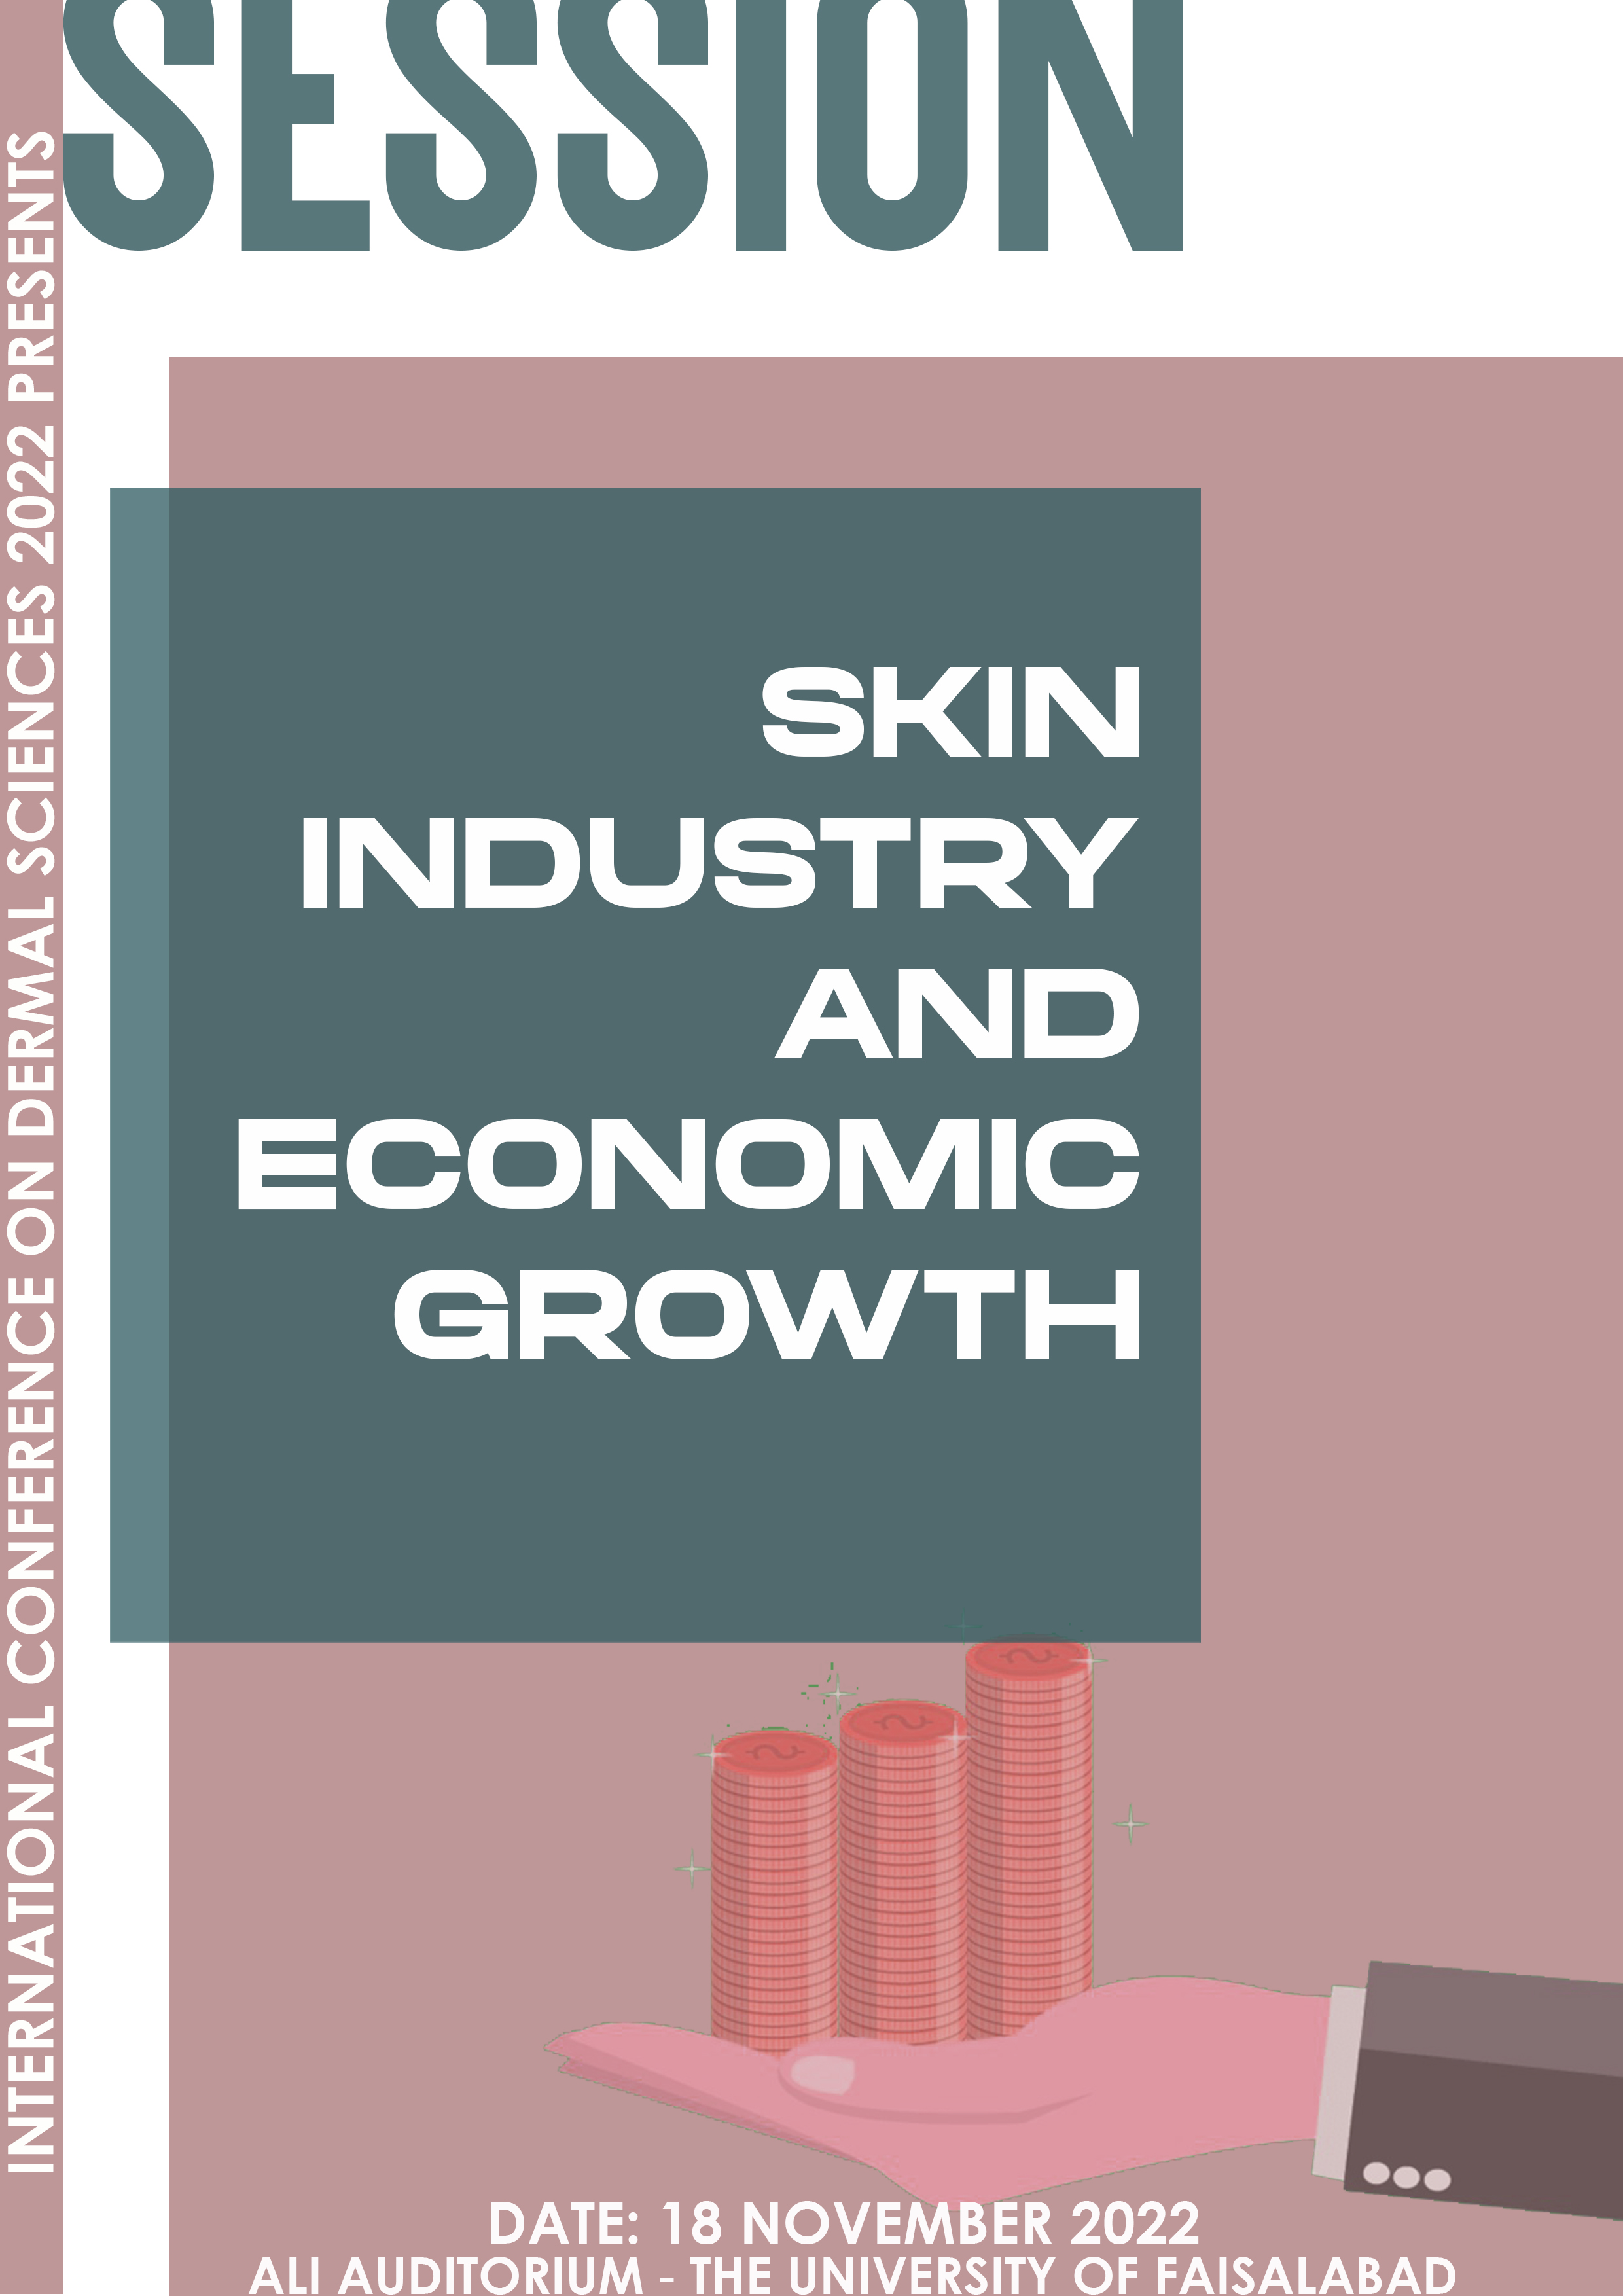 SESSION
INTERNATIONAL CONFERENCE ON DERMAL SCIENCES 2022 PRESENTS
SKIN
INDUSTRY
AND
ECONOMIC
GROWTH
DATE: 18 NOVEMBER 2022
ALI AUDITORIUM - THE UNIVERSITY OF FAISALABAD